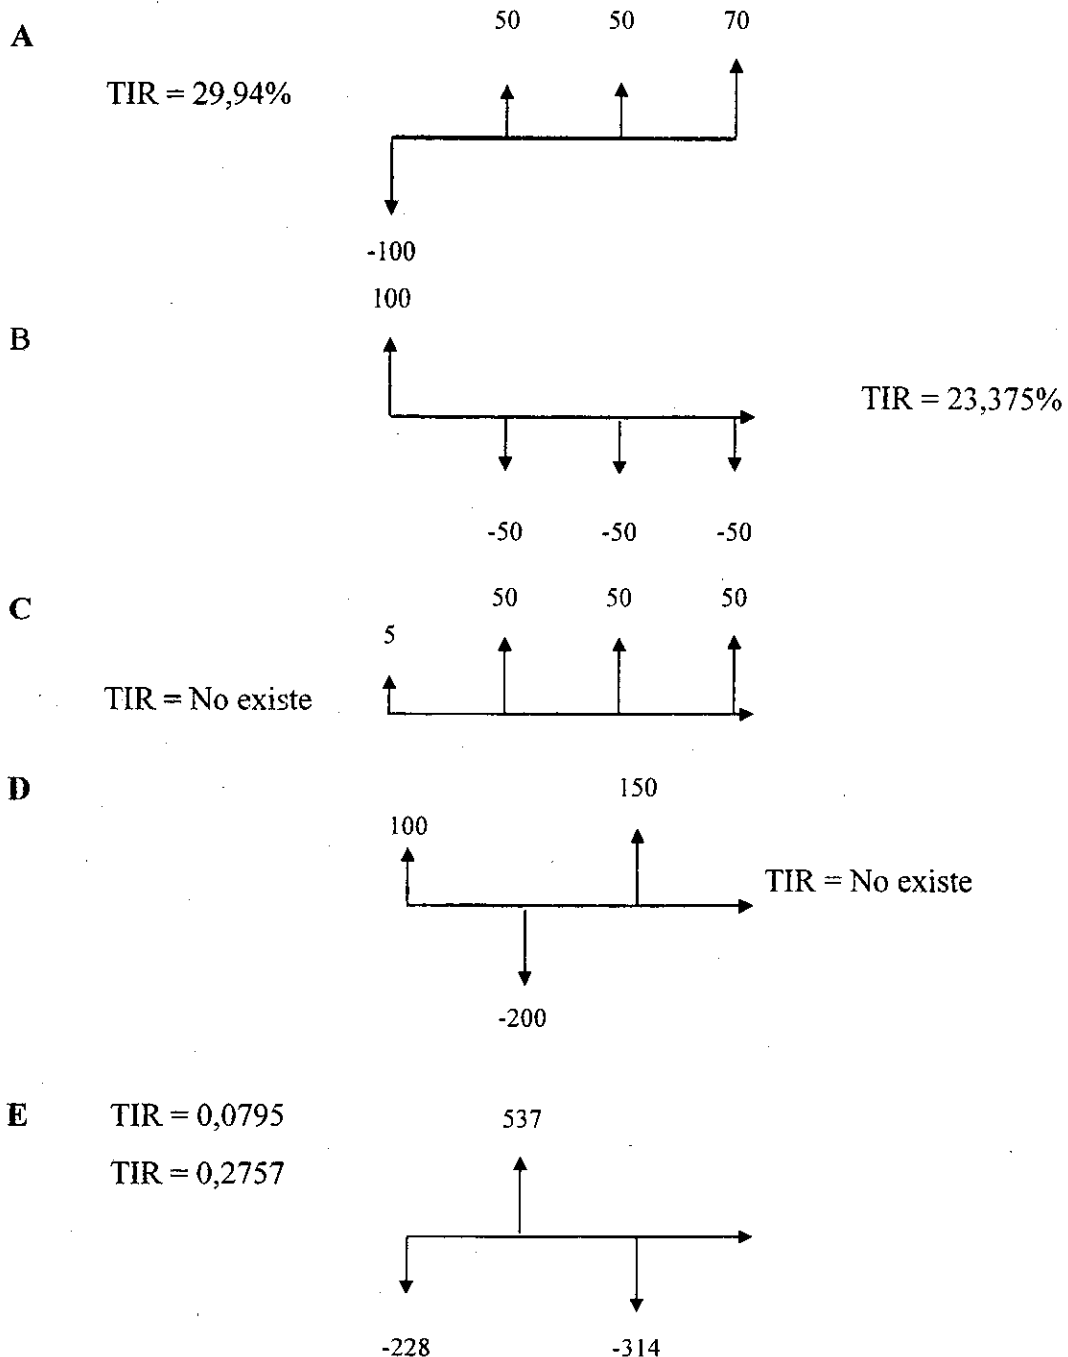 A
50 50 70
TIR = 29,94%
-100
100
B
TIR = 23,375%
-50 -50 -50
C
50 50 50
5
TIR = No existe
D
150
100
TIR = No existe
-200
E
TIR = 0,0795
537
TIR = 0,2757
-228
-314